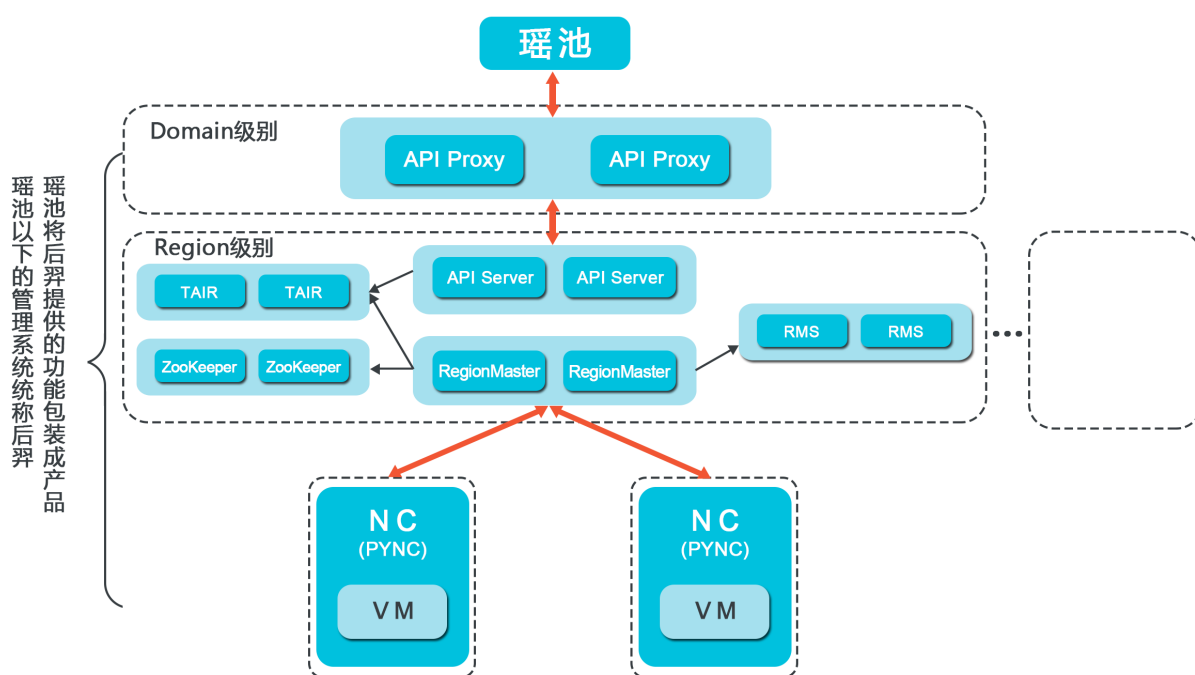 瑶池
Domain级别
API Proxy
API Proxy
Region级别
TAIR
TAIR
API Server
API Server
RMS
RMS
ZooKeeper
ZooKeeper
RegionMaster
RegionMaster
NC
(PYNC)
VM
NC
(PYNC)
VM
瑶池将后羿提供的功能包装成产品
瑶池以下的管理系统统称后羿